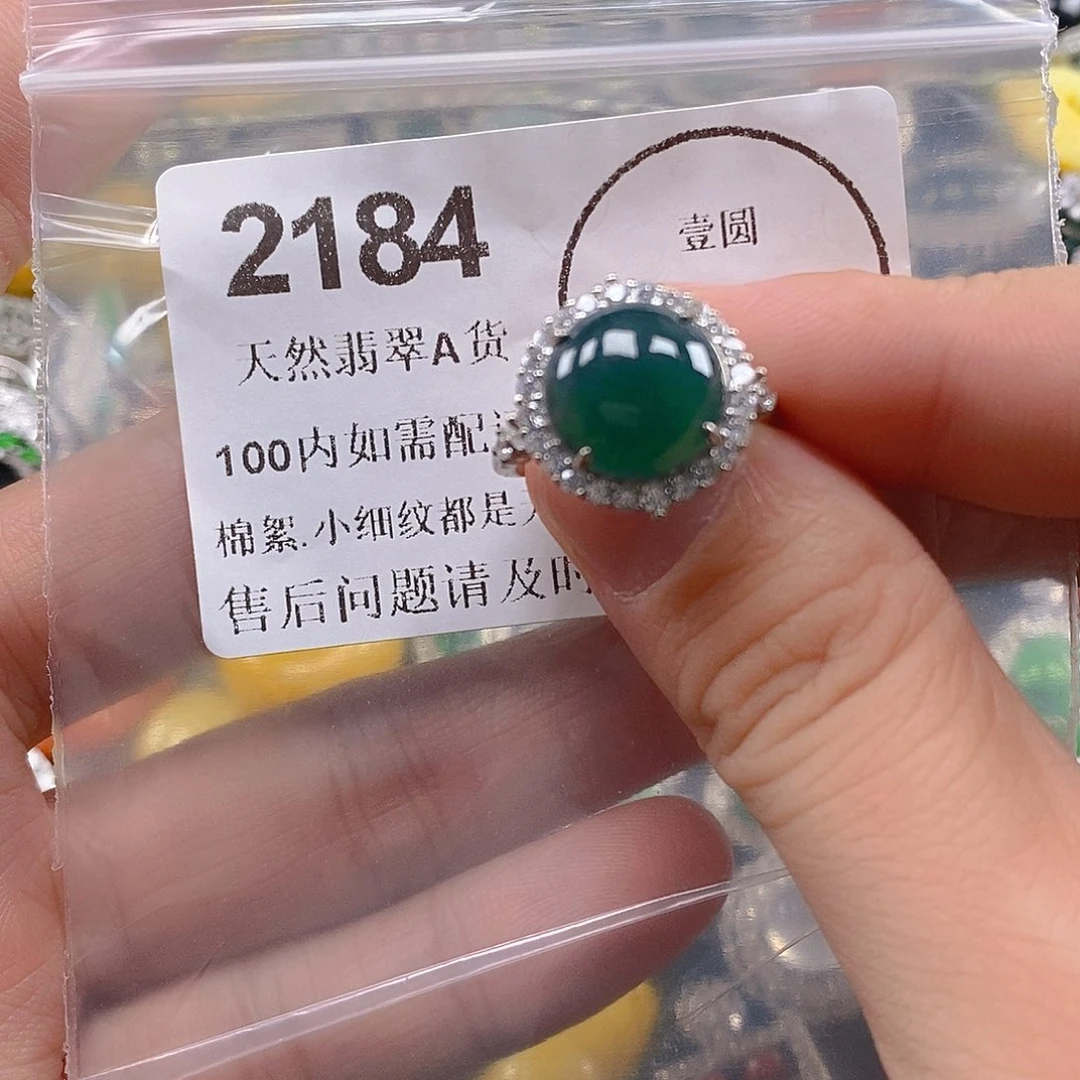 2184
壹圆
天然翡翠A货
100内如需配
棉絮.小细纹都是
售后问题请及时